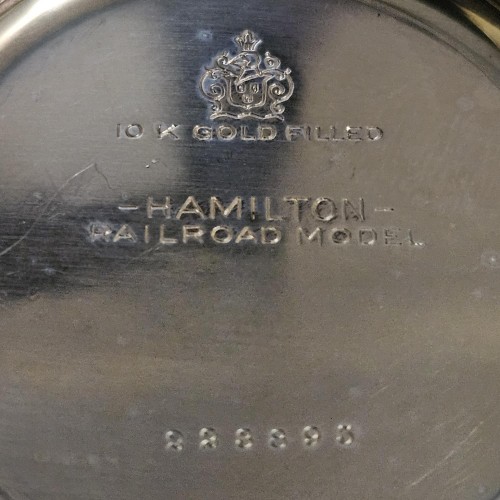 10 K GOLD FILLED
-HAMILTON-
RAILROAD MODEL